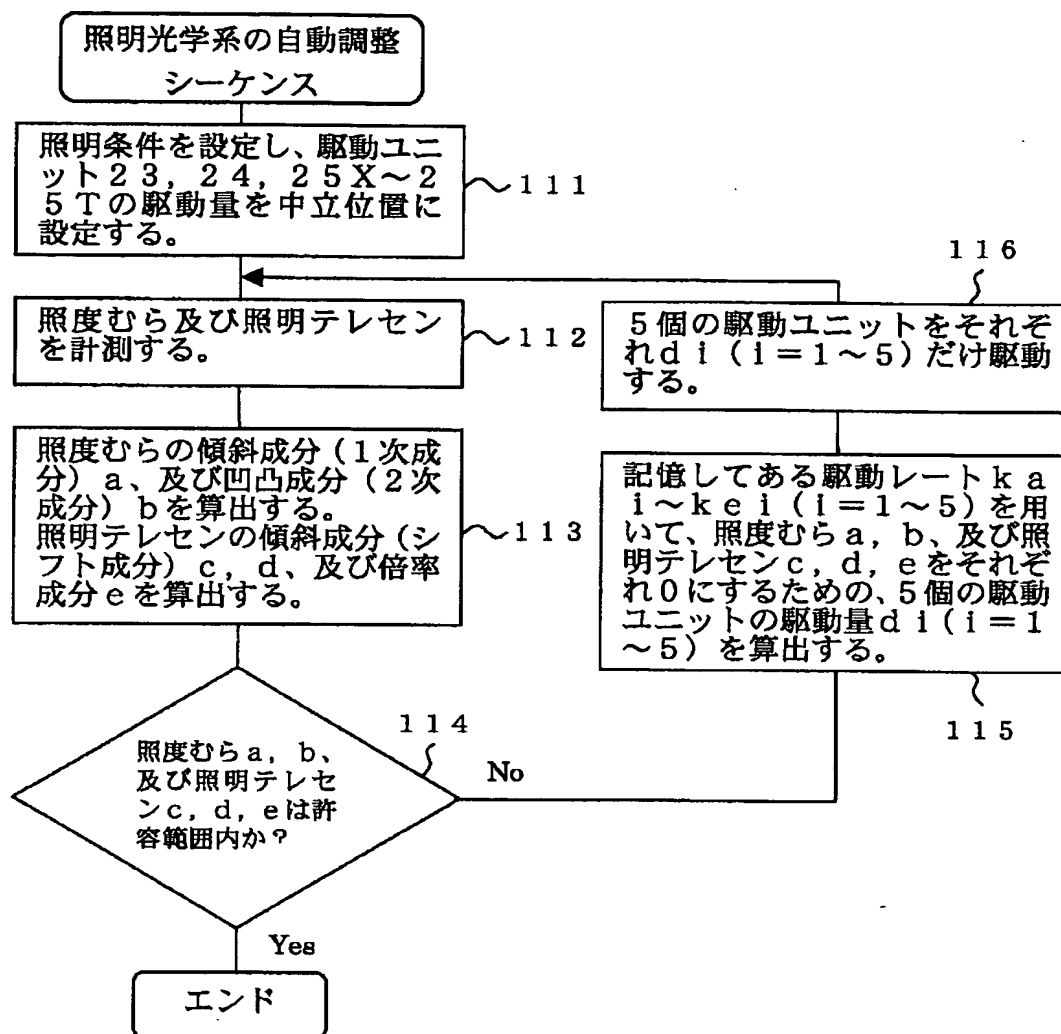 照明光学系の自動調整
シーケンス
照明条件を設定し、駆動ユニ
ット23,24,25X～2
5Tの駆動量を中立位置に
設定する。
111
照度むら及び照明テレセン
を計測する。
112
照度むらの傾斜成分(1次成
分)a、及び凹凸成分(2次
成分)bを算出する。
照明テレセンの傾斜成分(シ
フト成分)c,d、及び倍率
成分eを算出する。
113
照度むらa,b、
及び照明テレセ
ンc,d,eは許
容範囲内か?
114
No
Yes
エンド
記憶してある駆動レートka
i～kei(i=1～5)を用
いて、照度むらa,b、及び照
明テレセンc,d,eをそれぞ
れ0にするための、5個の駆動
ユニットの駆動量di(i=1
～5)を算出する。
115
5個の駆動ユニットをそれぞ
れdi(i=1～5)だけ駆動
する。
116